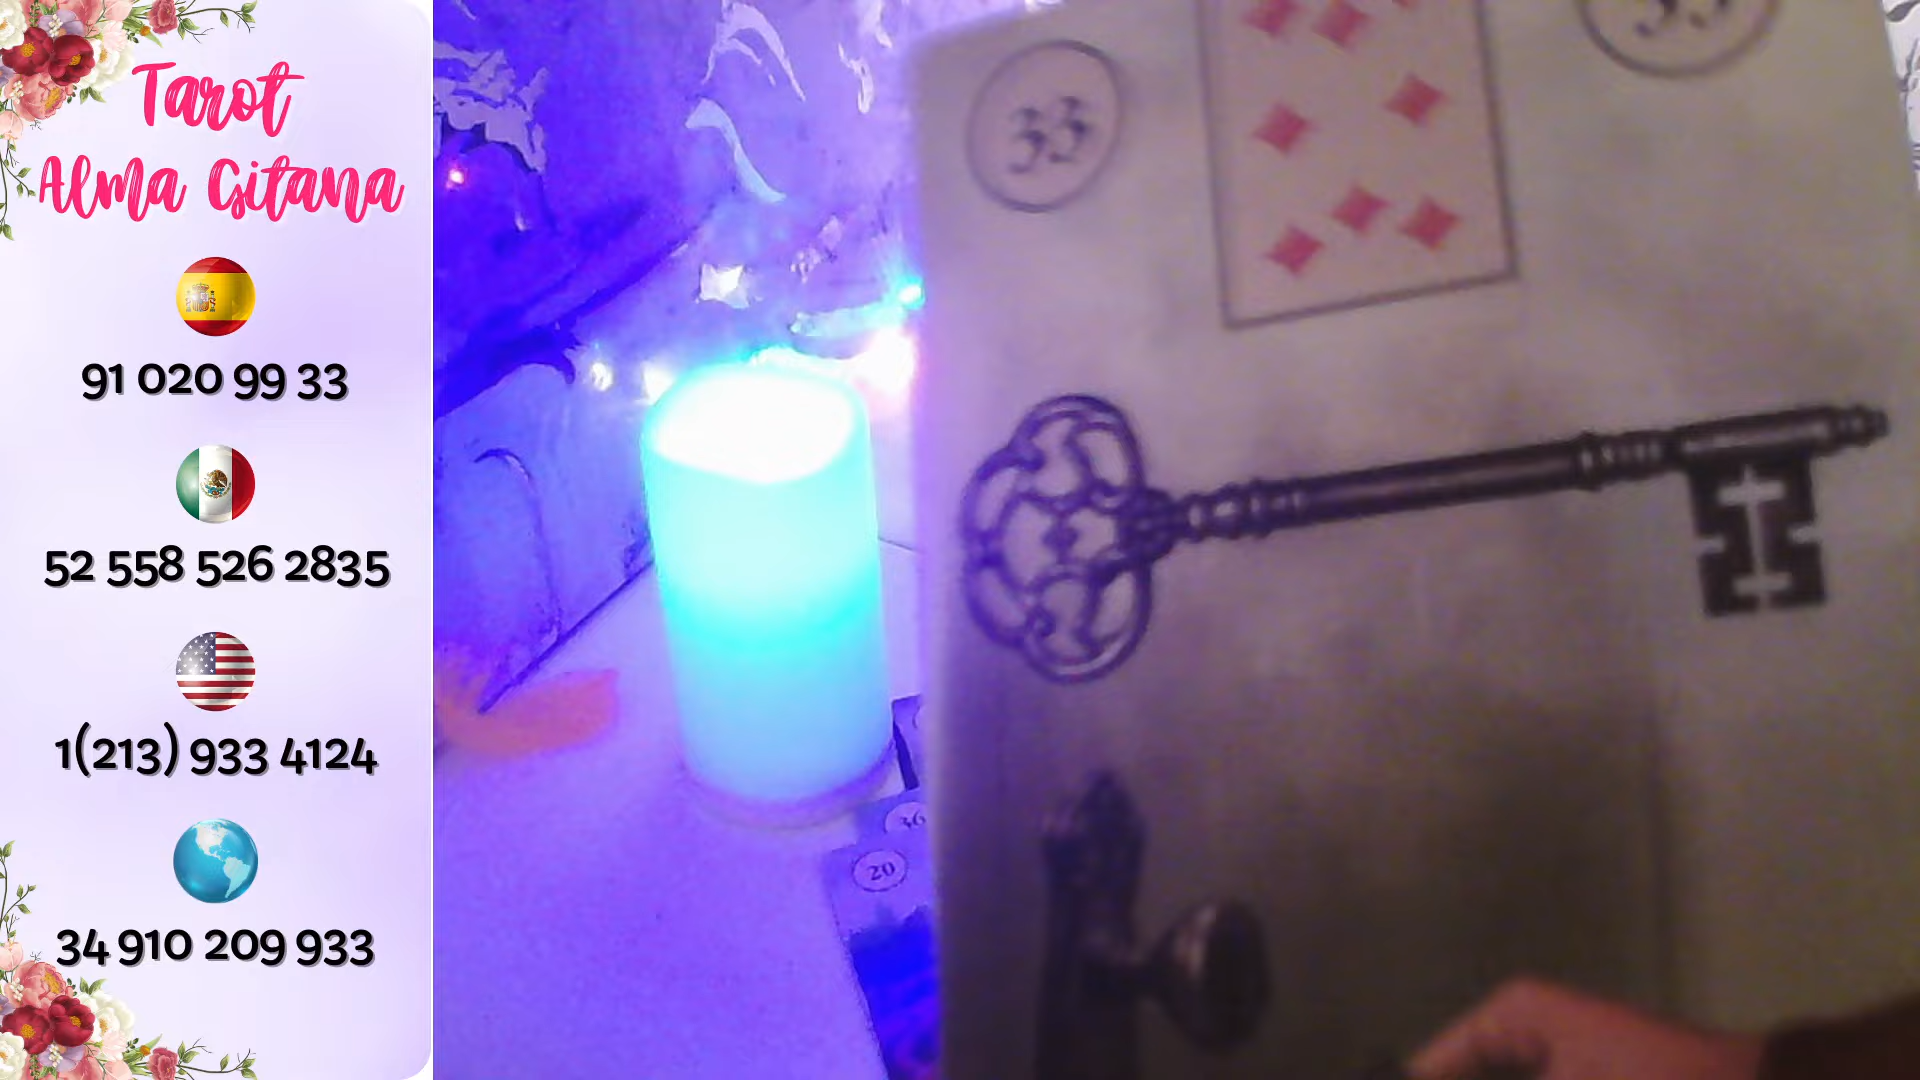 Tarot
Alma Gitana
91 020 99 33
52 558 526 2835
1(213) 933 4124
34 910 209 933
33
33
36
20